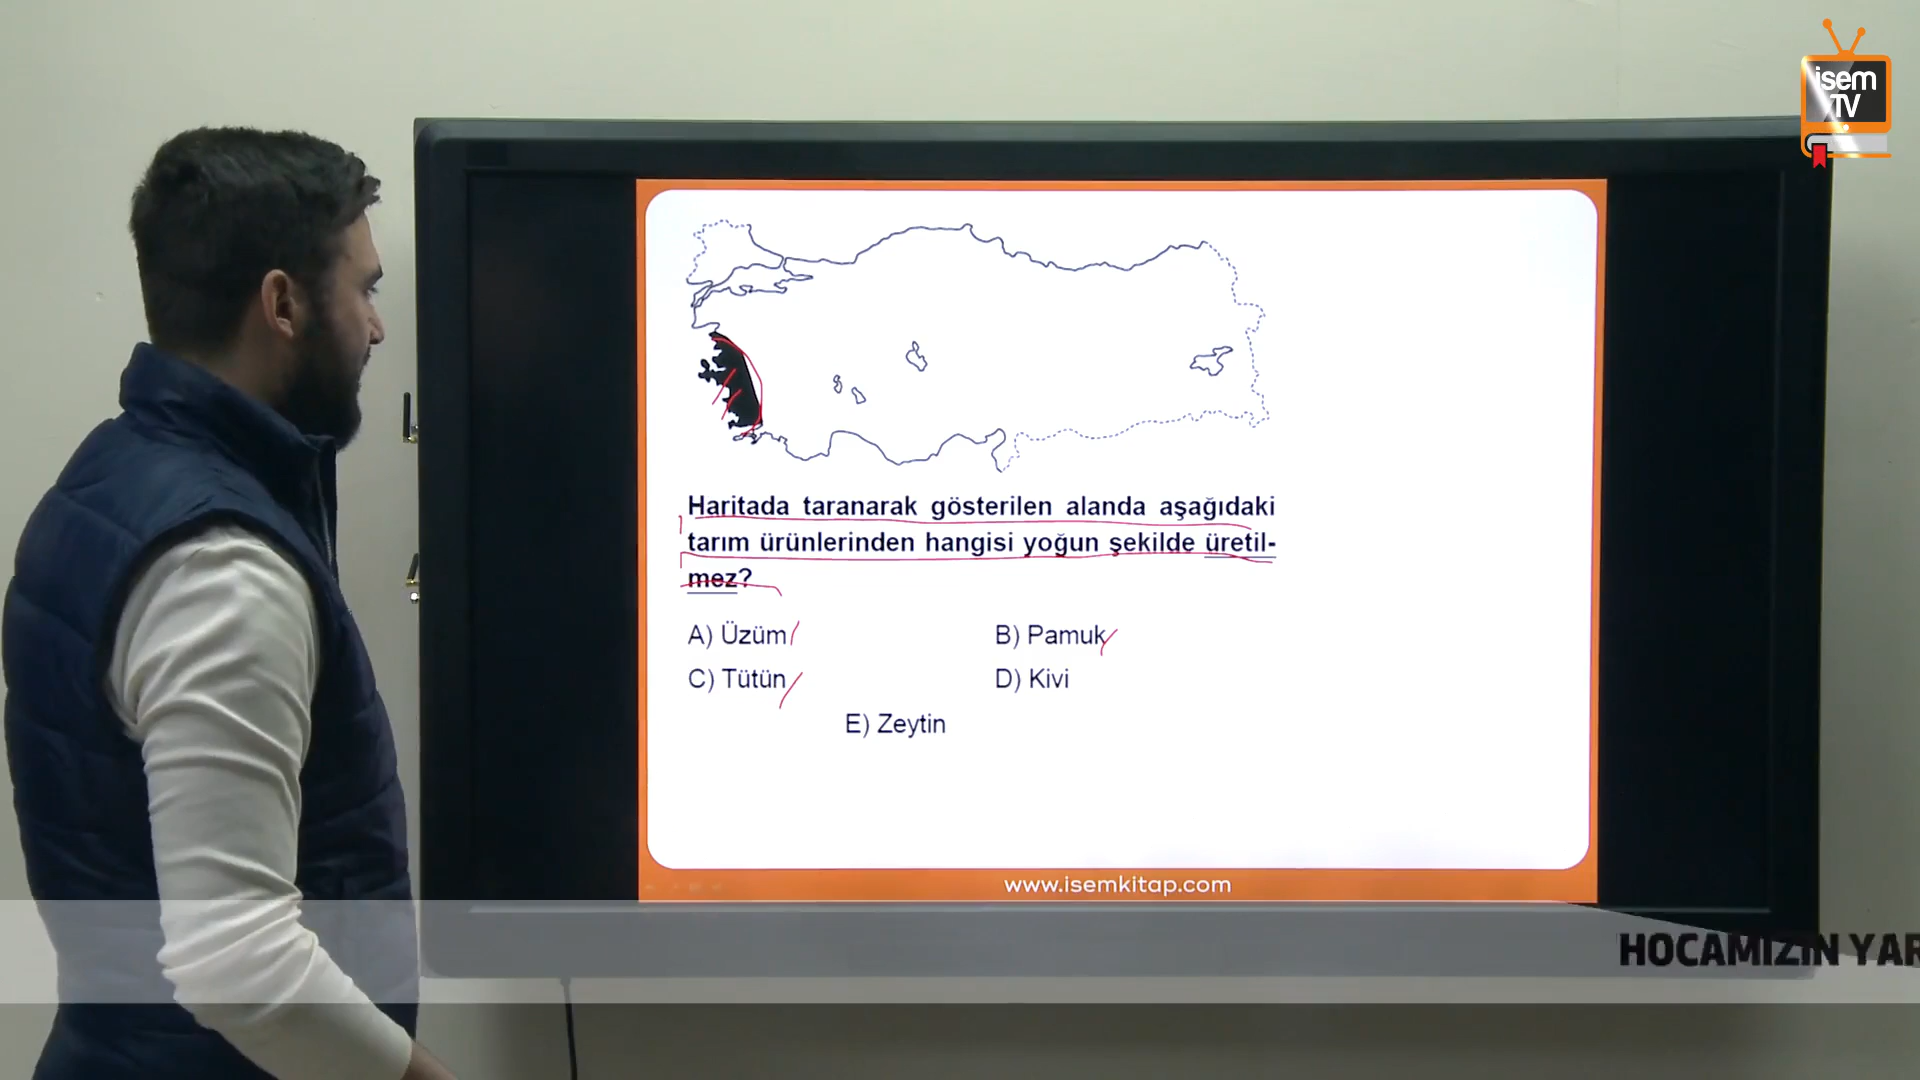 isem
TV
Haritada taranarak gösterilen alanda aşağıdaki
tarım ürünlerinden hangisi yoğun şekilde üretil-
mez?
A) Üzüm
B) Pamuk
C) Tütün
D) Kivi
E) Zeytin
www.isemkitap.com
HOCAMIZIN YAR